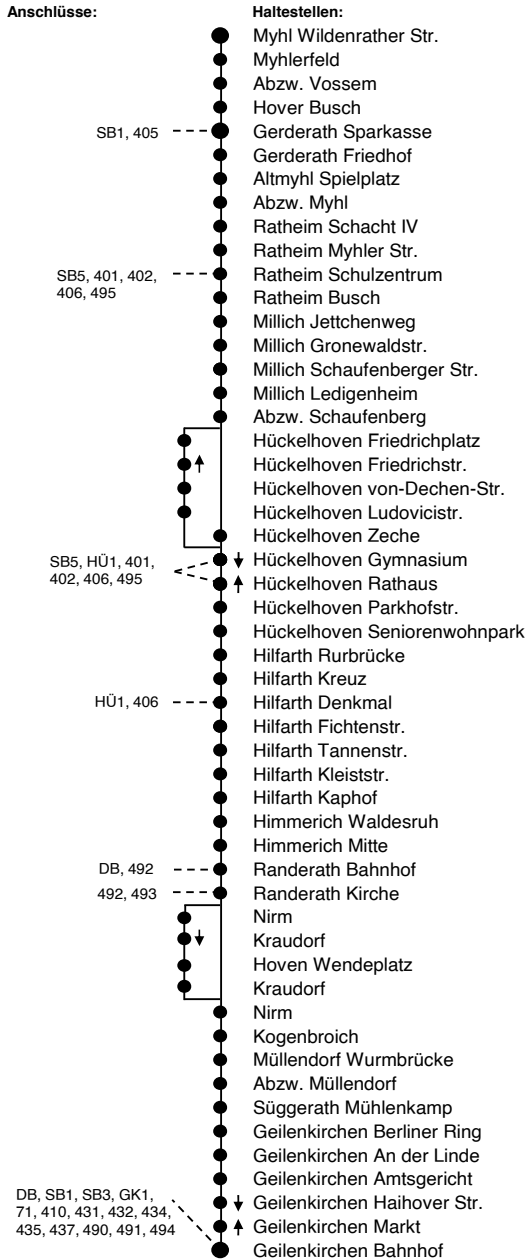 Anschlüsse: Haltestellen:
Myhl Wildenrather Str.
Myhlerfeld
Abzw. Vossem
Hover Busch
SB1, 405 Gerderath Sparkasse
Gerderath Friedhof
Altmyhl Spielplatz
Abzw. Myhl
Ratheim Schacht IV
Ratheim Myhler Str.
SB5, 401, 402, Ratheim Schulzentrum
406, 495 Ratheim Busch
Millich Jettchenweg
Millich Gronewaldstr.
Millich Schaufenberger Str.
Millich Ledigenheim
Abzw. Schaufenberg
Hückelhoven Friedrichplatz
Hückelhoven Friedrichstr.
Hückelhoven von-Dechen-Str.
Hückelhoven Ludovicistr.
Hückelhoven Zeche
SB5, HÜ1, 401, Hückelhoven Gymnasium
402, 406, 495 Hückelhoven Rathaus
Hückelhoven Parkhofstr.
Hückelhoven Seniorenwohnpark
Hilfarth Rurbrücke
Hilfarth Kreuz
HÜ1, 406 Hilfarth Denkmal
Hilfarth Fichtenstr.
Hilfarth Tannenstr.
Hilfarth Kleiststr.
Hilfarth Kaphof
Himmerich Waldesruh
Himmerich Mitte
DB, 492 Randerath Bahnhof
492, 493 Randerath Kirche
Nirm
Kraudorf
Hoven Wendeplatz
Kraudorf
Nirm
Kogenbroich
Müllendorf Wurmbrücke
Abzw. Müllendorf
Süggerath Mühlenkamp
Geilenkirchen Berliner Ring
Geilenkirchen An der Linde
Geilenkirchen Amtsgericht
DB, SB1, SB3, GK1, Geilenkirchen Haihover Str.
71, 410, 431, 432, 434, Geilenkirchen Markt
435, 437, 490, 491, 494 Geilenkirchen Bahnhof